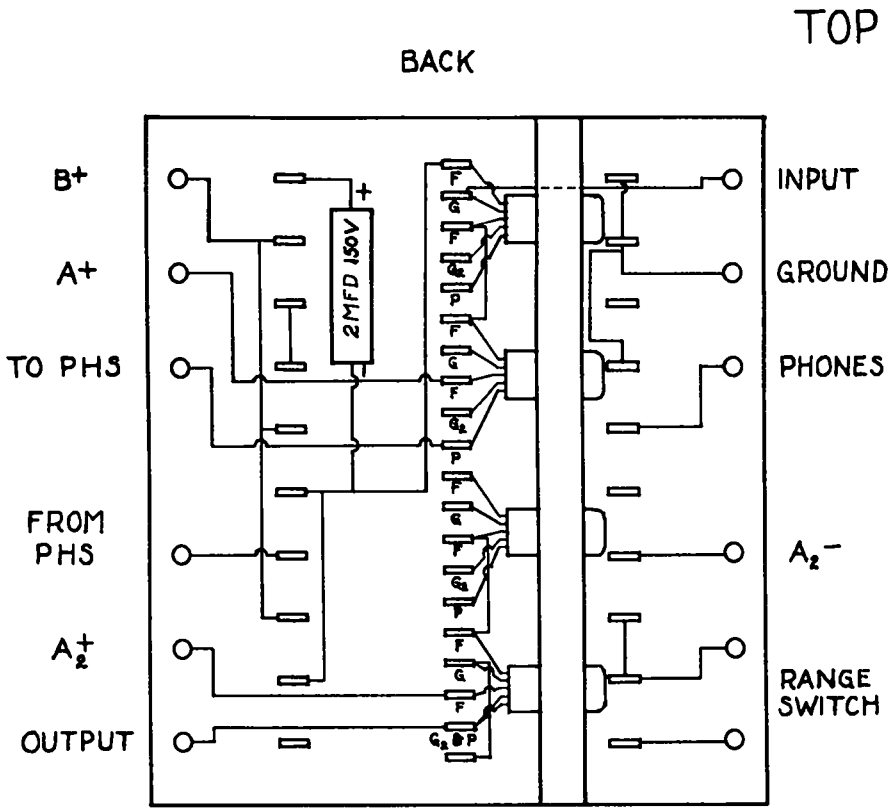 TOP
BACK
B+
A+
TO PHS
FROM
PHS
A₂+
OUTPUT
+
2MFD 150V
−
F
G
F
G₂
P
F
G
F
G₂
P
F
G
F
G₂
P
F
G
F
G₂ & P
INPUT
GROUND
PHONES
A₂−
RANGE
SWITCH